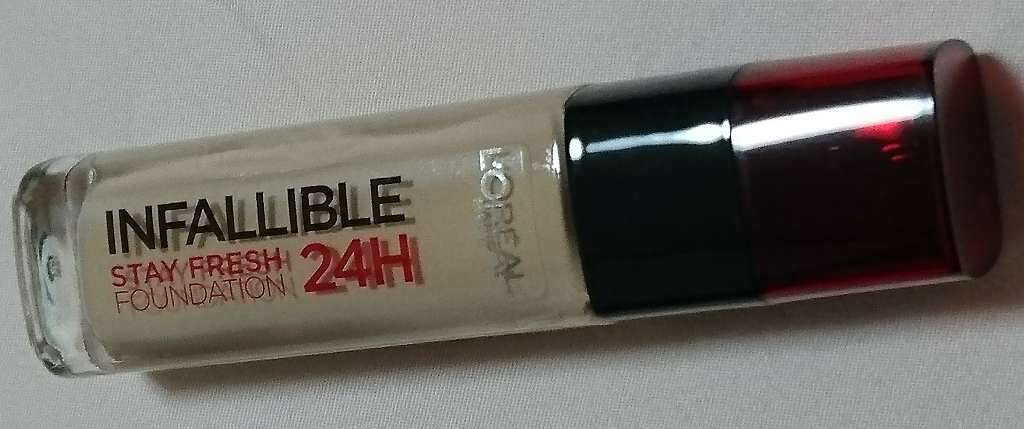 INFALLIBLE
STAY FRESH
FOUNDATION
24H
L'ORÉAL